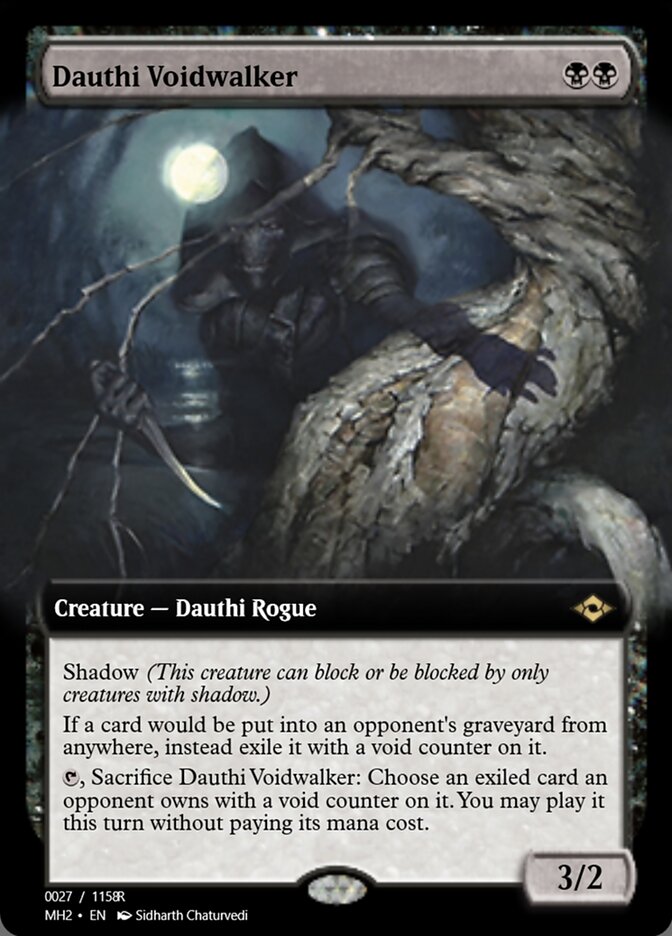 Dauthi Voidwalker
Creature — Dauthi Rogue
Shadow (This creature can block or be blocked by only
creatures with shadow.)
If a card would be put into an opponent's graveyard from
anywhere, instead exile it with a void counter on it.
, Sacrifice Dauthi Voidwalker: Choose an exiled card an
opponent owns with a void counter on it. You may play it
this turn without paying its mana cost.
3/2
0027 / 1158R
MH2 • EN Sidharth Chaturvedi